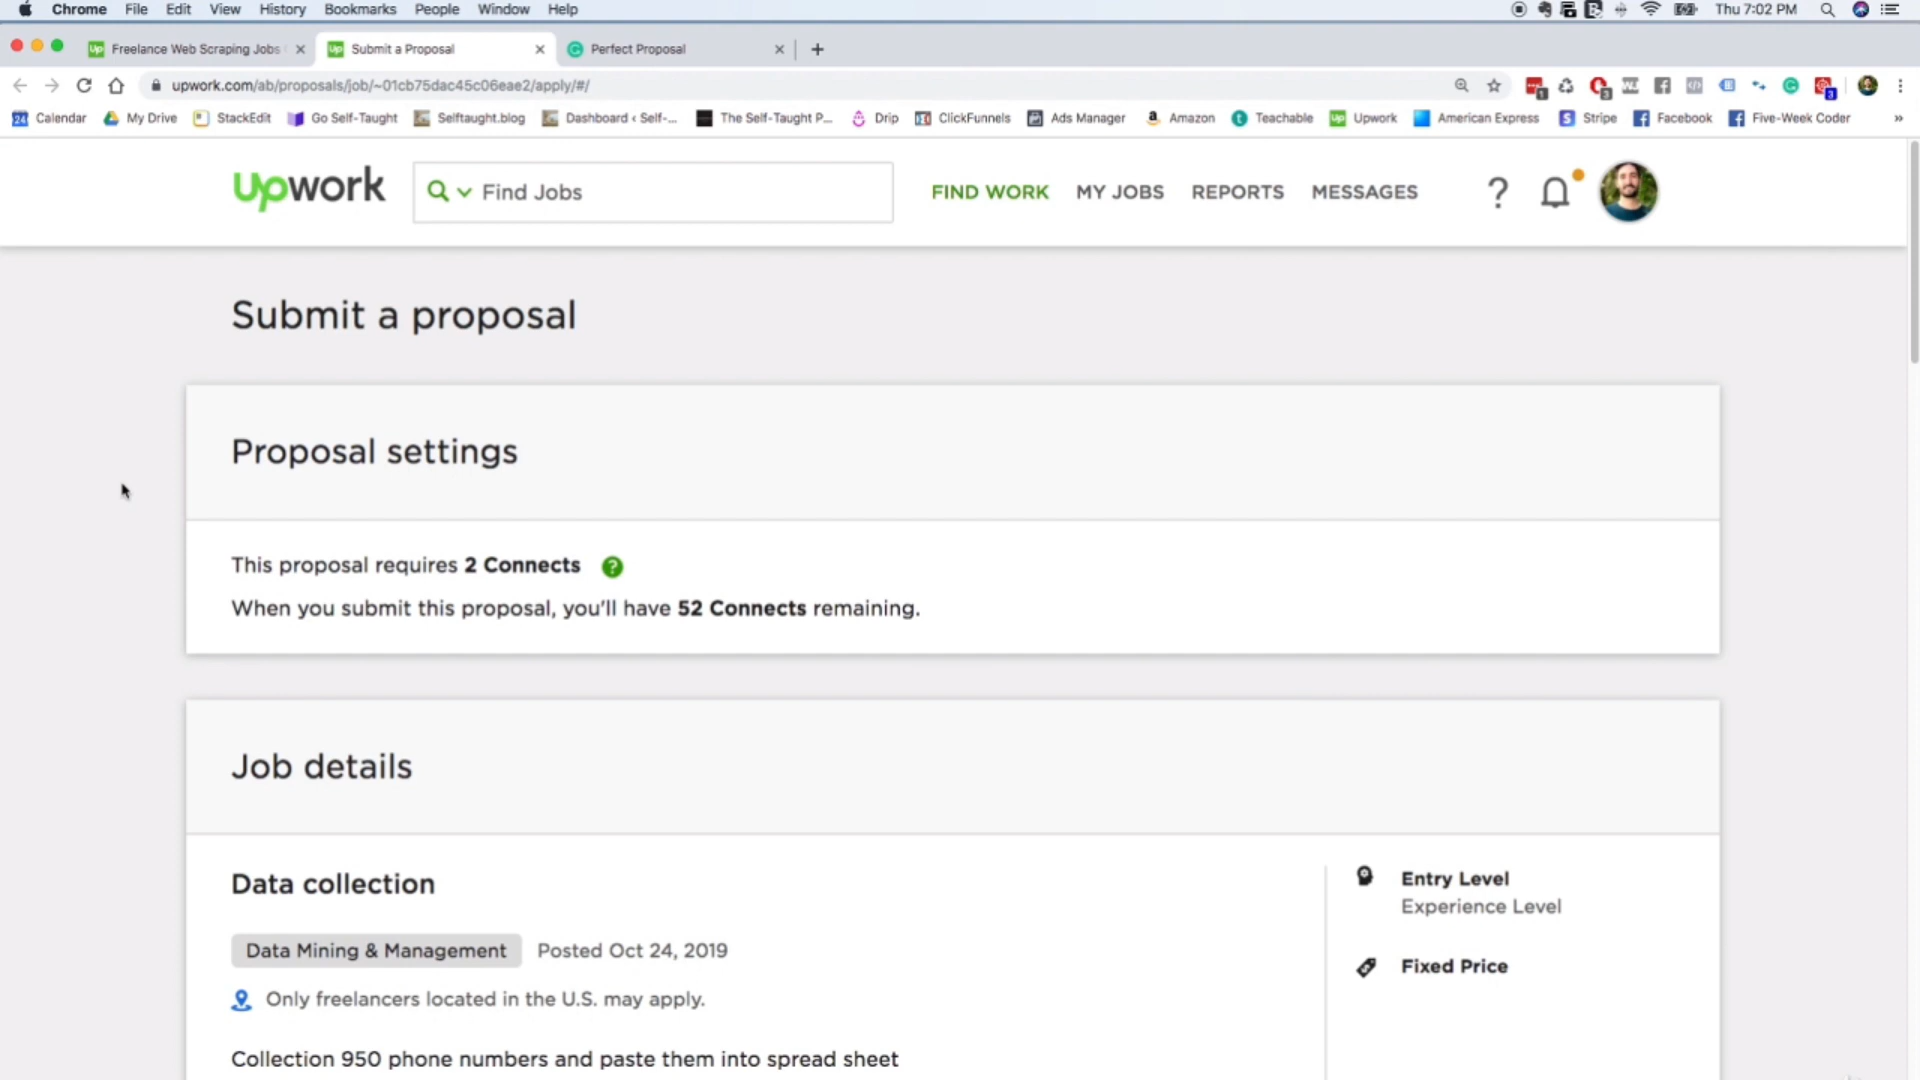 Chrome File Edit View History Bookmarks People Window Help Thu 7:02 PM
Up Freelance Web Scraping Jobs
Up Submit a Proposal
Perfect Proposal
upwork.com/ab/proposals/job/~01cb75dac45c06eae2/apply/#/
24 Calendar My Drive StackEdit Go Self-Taught Selftaught.blog Dashboard ‹ Self-... The Self-Taught P... Drip ClickFunnels Ads Manager Amazon Teachable Upwork American Express Stripe Facebook Five-Week Coder »
upwork
Find Jobs
FIND WORK MY JOBS REPORTS MESSAGES ?
Submit a proposal
Proposal settings
This proposal requires 2 Connects ?
When you submit this proposal, you'll have 52 Connects remaining.
Job details
Data collection
Entry Level
Experience Level
Data Mining & Management Posted Oct 24, 2019
Fixed Price
Only freelancers located in the U.S. may apply.
Collection 950 phone numbers and paste them into spread sheet